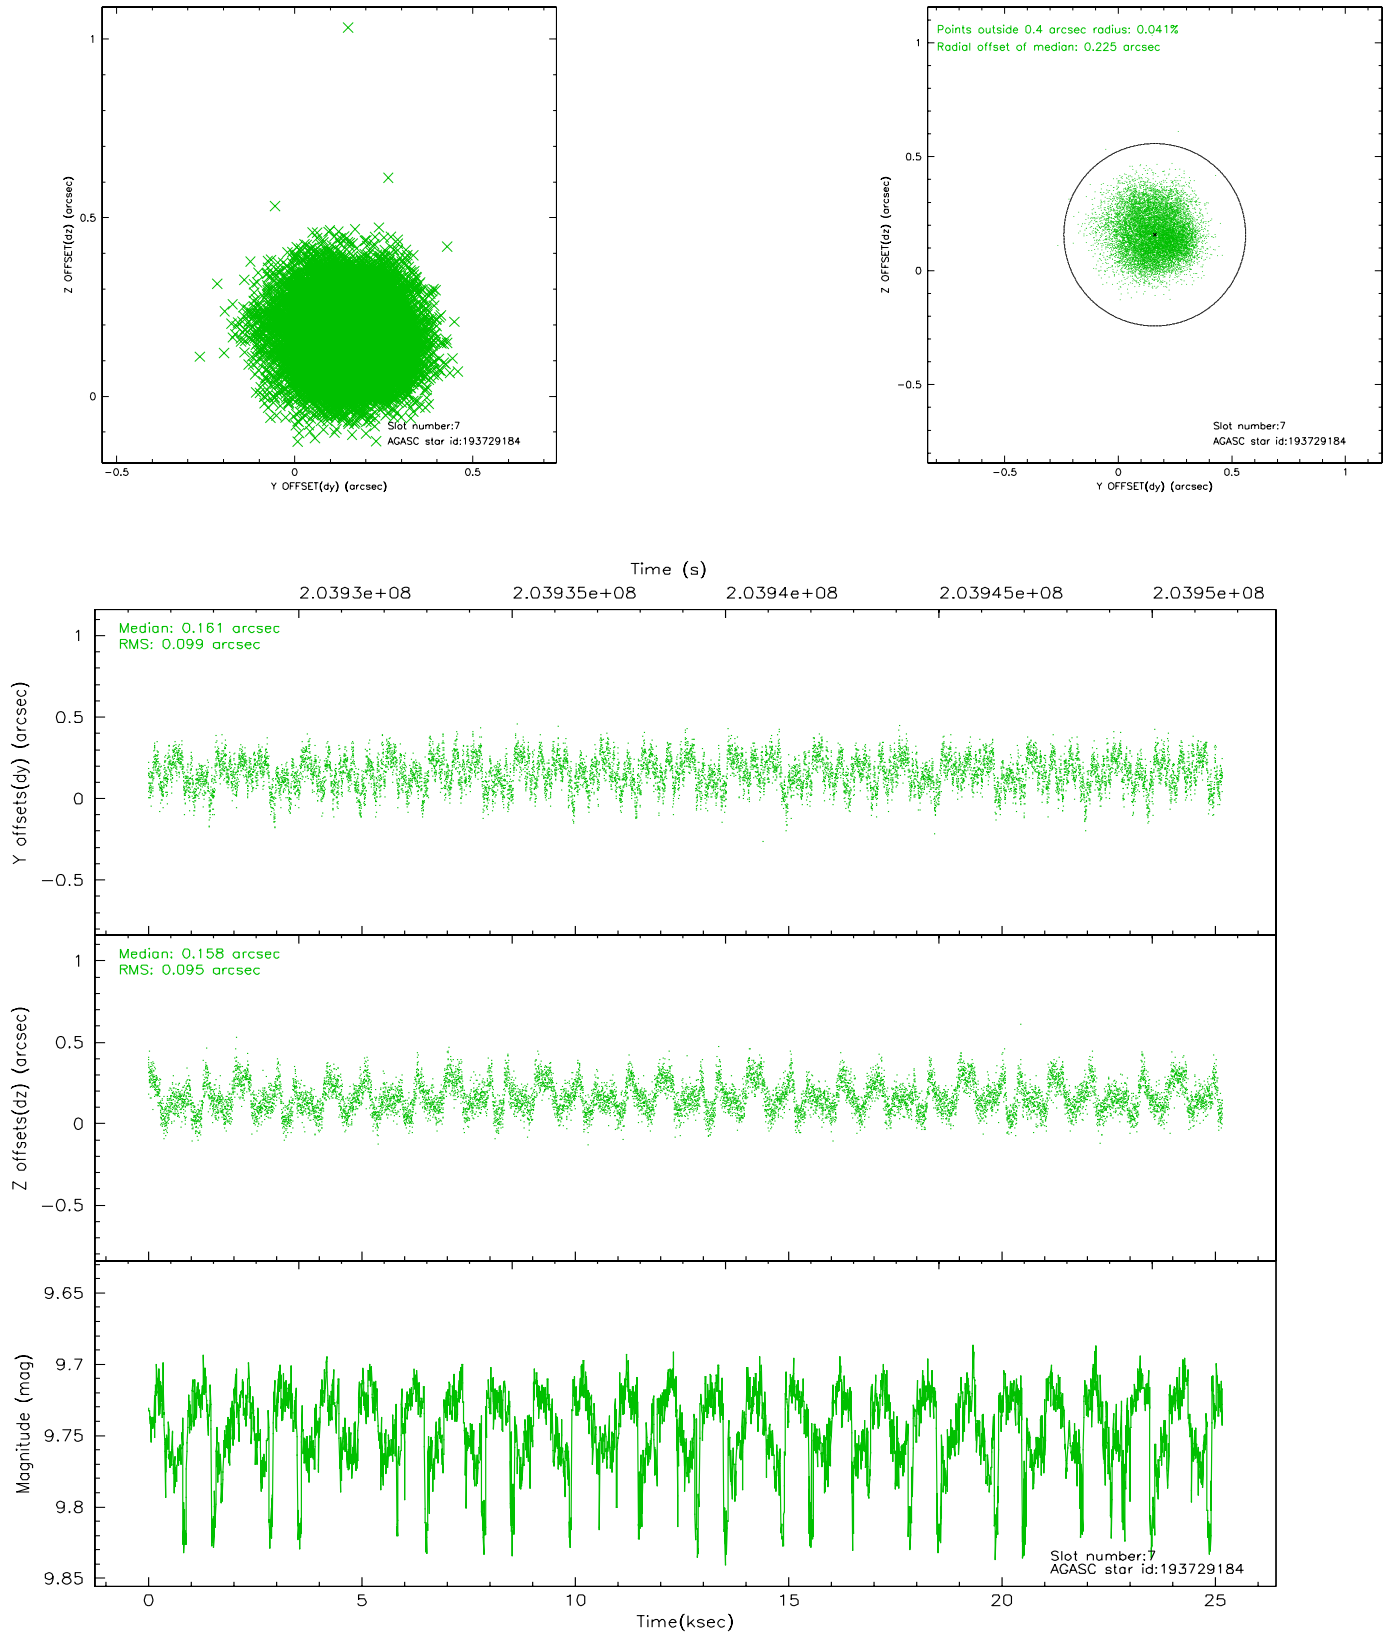 1
0.5
0
Z OFFSET(dz) (arcsec)
Slot number:7
AGASC star id:193729184
-0.5
0
0.5
Y OFFSET(dy) (arcsec)
Points outside 0.4 arcsec radius: 0.041%
Radial offset of median: 0.225 arcsec
1
0.5
0
-0.5
Z OFFSET(dz) (arcsec)
Slot number:7
AGASC star id:193729184
-0.5
0
0.5
1
Y OFFSET(dy) (arcsec)
Time (s)
2.0393e+08
2.03935e+08
2.0394e+08
2.03945e+08
2.0395e+08
Median: 0.161 arcsec
RMS: 0.099 arcsec
1
0.5
0
-0.5
Y offsets(dy) (arcsec)
Median: 0.158 arcsec
RMS: 0.095 arcsec
1
0.5
0
-0.5
Z offsets(dz) (arcsec)
9.65
9.7
9.75
9.8
9.85
Magnitude (mag)
Slot number:7
AGASC star id:193729184
0
5
10
15
20
25
Time(ksec)